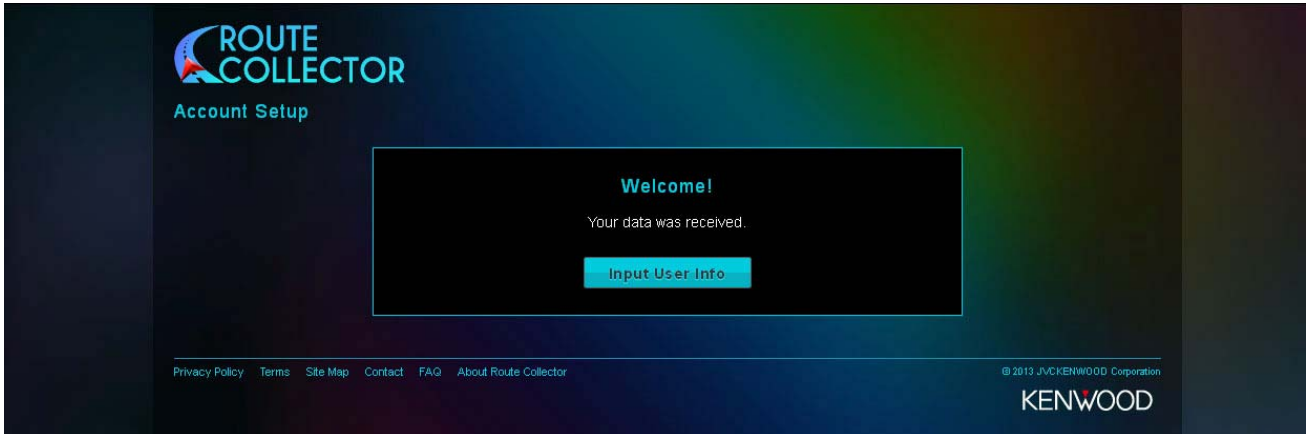 ROUTE
COLLECTOR
Account Setup
Welcome!
Your data was received.
Input User Info
Privacy Policy Terms Site Map Contact FAQ About Route Collector
© 2013 JVCKENWOOD Corporation
KENWOOD